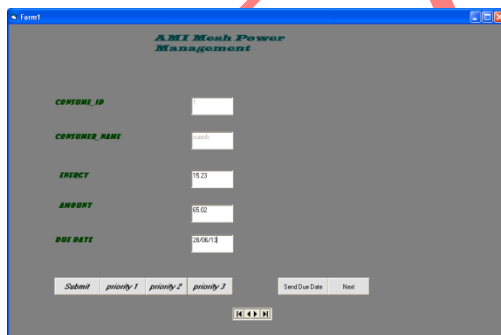 Form1
AMI Mesh Power
Management
CONSUME_ID
CONSUMER_NAME
ENERGY
15.23
AMOUNT
65.02
DUE DATE
28/06/13
Submit priority 1 priority 2 priority 3 Send Due Date Next